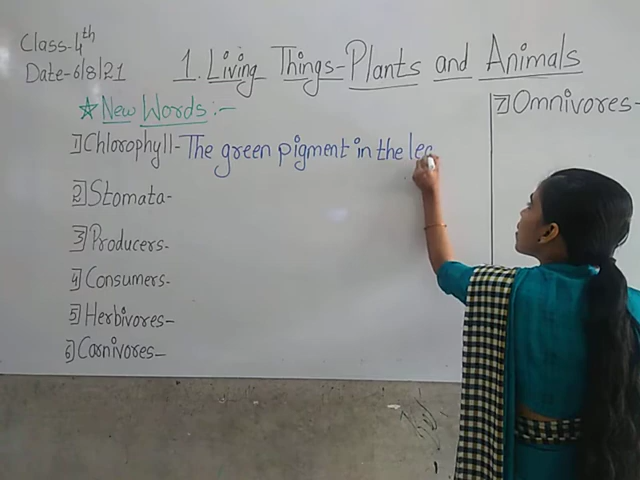 Class-4th
Date-6/8/21
1. Living Things-Plants and Animals
☆New Words:-
1) Chlorophyll-The green pigment in the lea
2) Stomata-
3) Producers-
4) Consumers-
5) Herbivores-
6) Carnivores-
7) Omnivores-